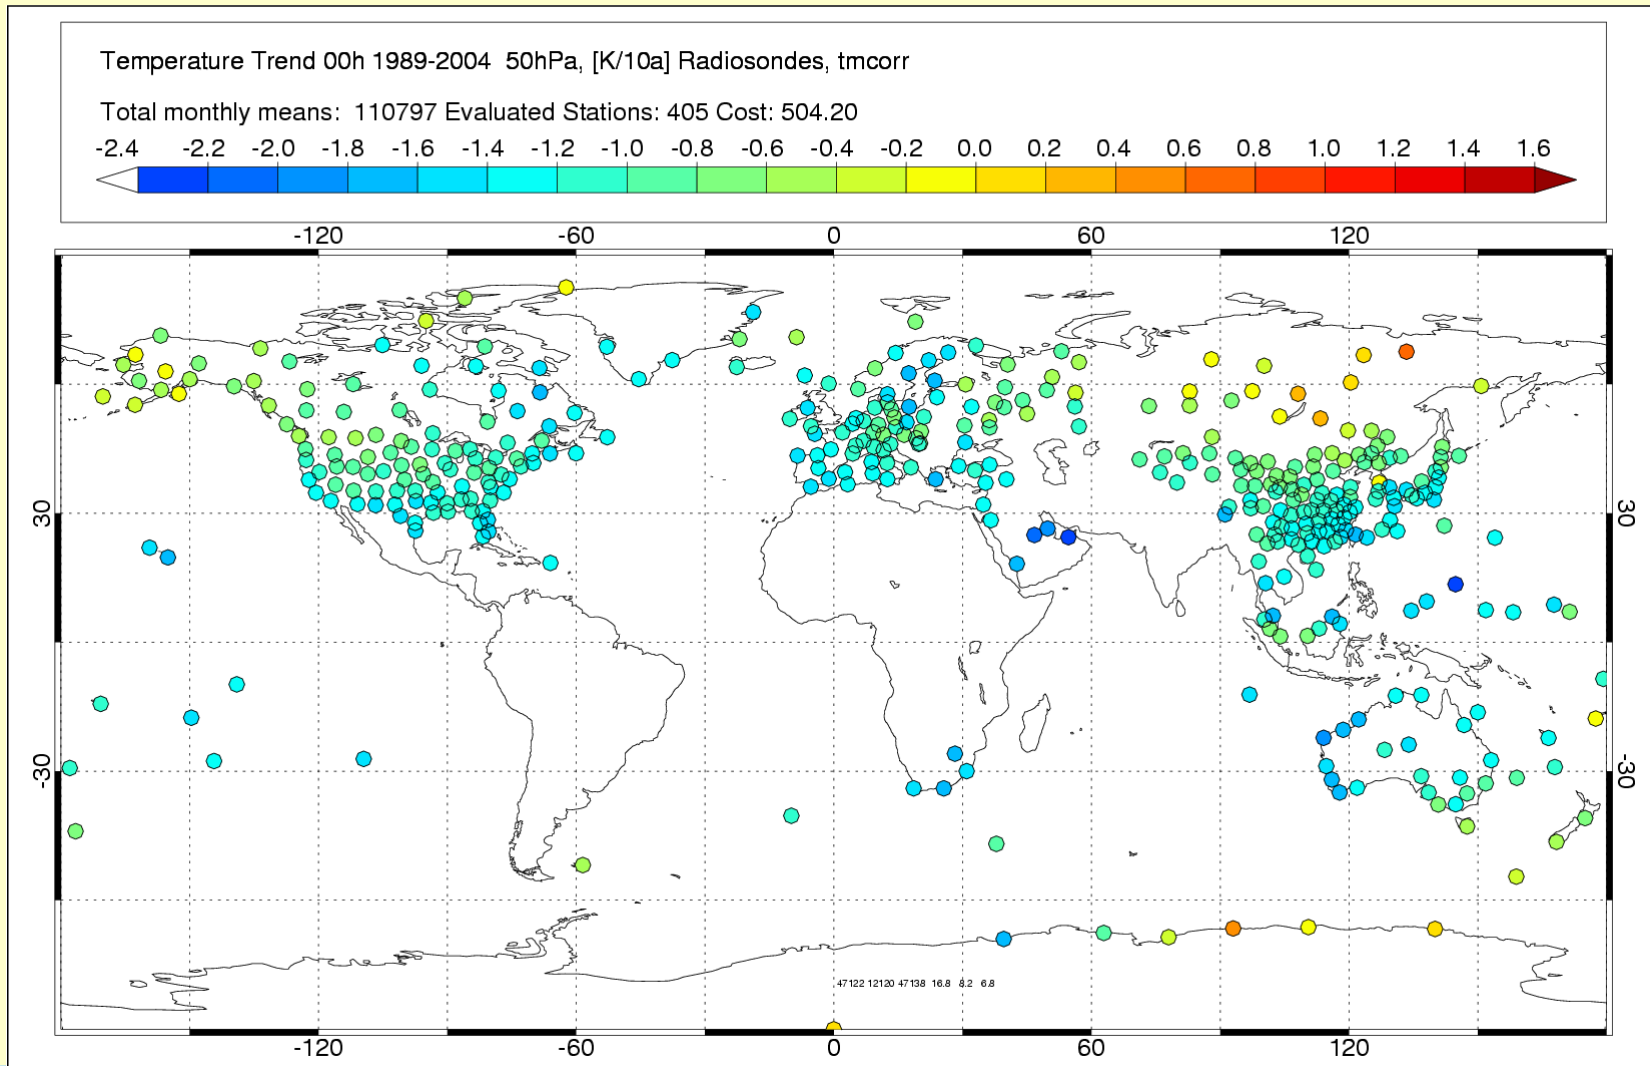 Temperature Trend 00h 1989-2004 50hPa, [K/10a] Radiosondes, tmcorr
Total monthly means: 110797 Evaluated Stations: 405 Cost: 504.20
-2.4 -2.2 -2.0 -1.8 -1.6 -1.4 -1.2 -1.0 -0.8 -0.6 -0.4 -0.2 0.0 0.2 0.4 0.6 0.8 1.0 1.2 1.4 1.6
-120 -60 0 60 120
30 30
-30 -30
47122 12120 47138 16.8 8.2 6.8
-120 -60 0 60 120